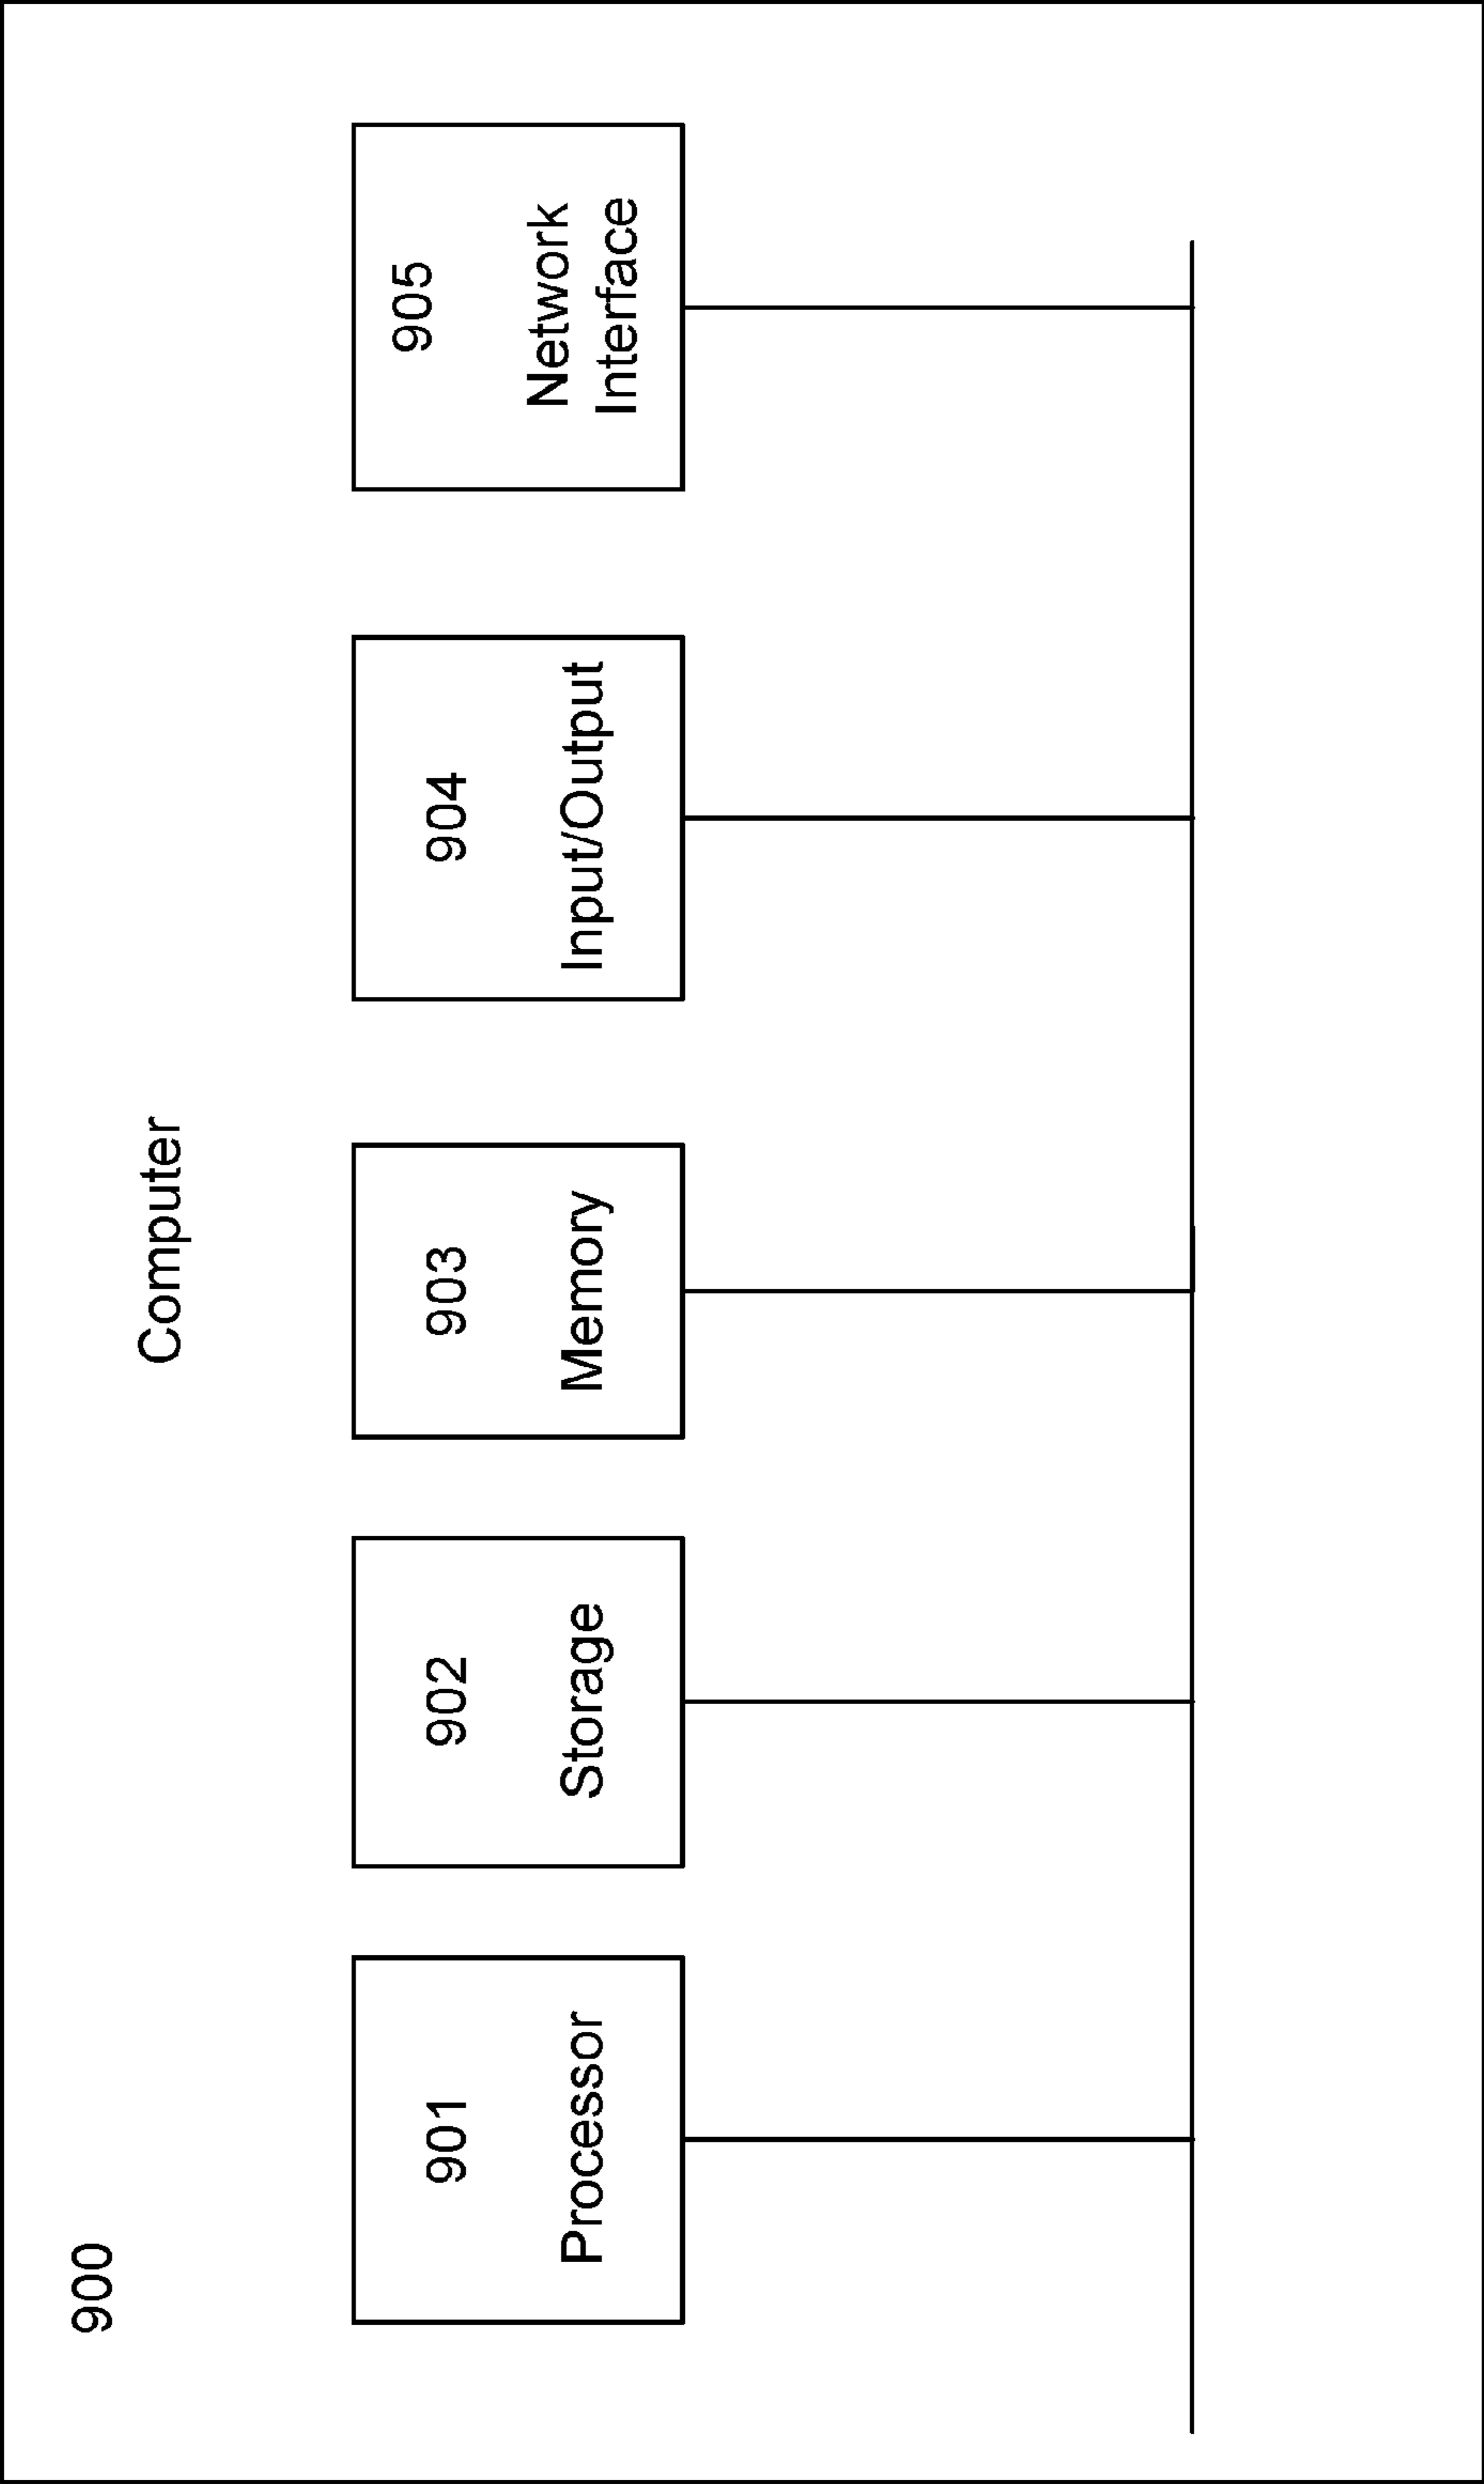 900
Computer
901
Processor
902
Storage
903
Memory
904
Input/Output
905
Network
Interface